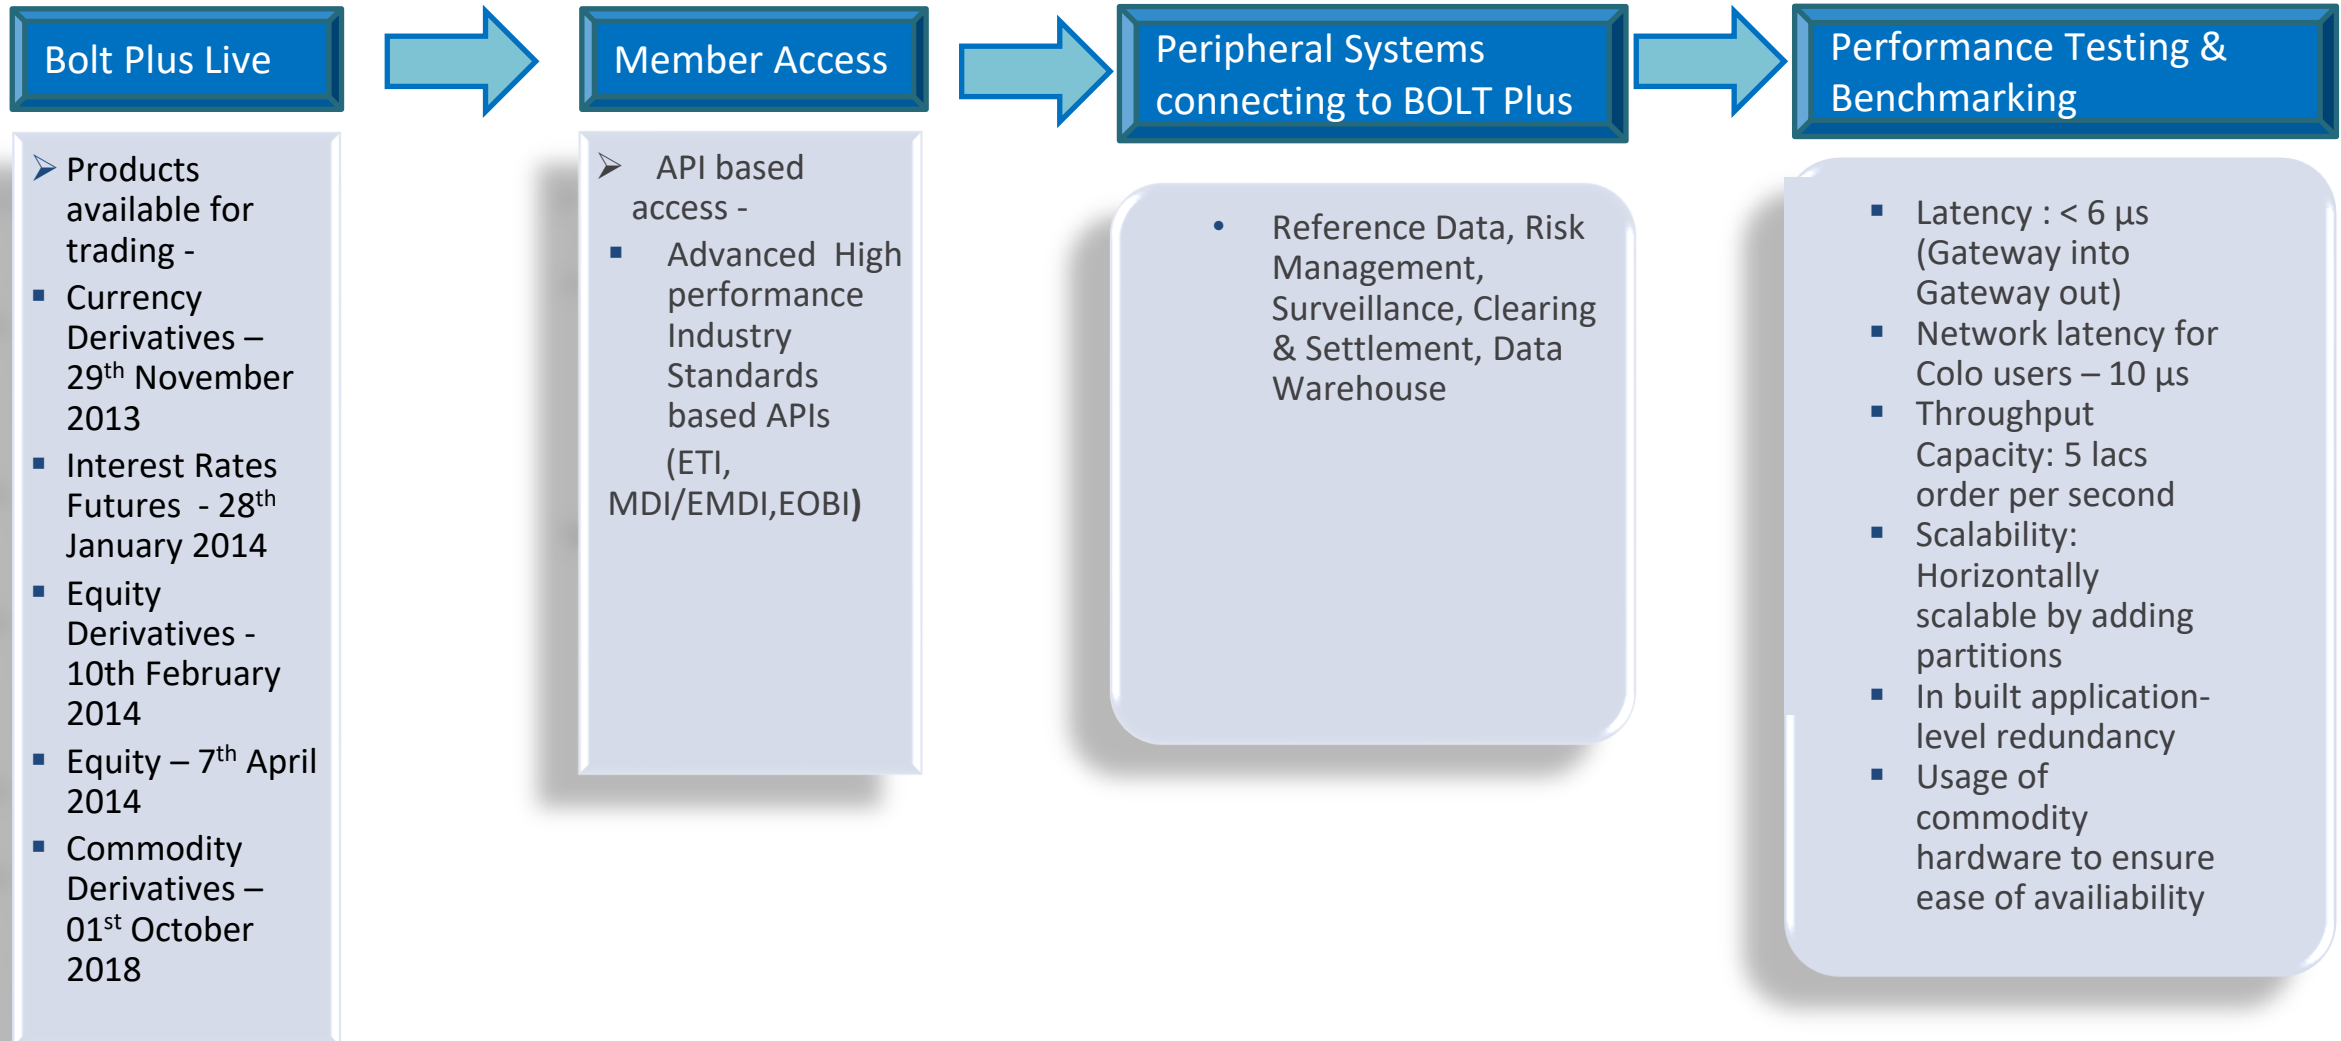 Bolt Plus Live
➢ Products
available for
trading -
▪ Currency
Derivatives –
29th November
2013
▪ Interest Rates
Futures - 28th
January 2014
▪ Equity
Derivatives -
10th February
2014
▪ Equity – 7th April
2014
▪ Commodity
Derivatives –
01st October
2018
Member Access
➢ API based
access -
▪ Advanced High
performance
Industry
Standards
based APIs
(ETI,
MDI/EMDI,EOBI)
Peripheral Systems
connecting to BOLT Plus
• Reference Data, Risk
Management,
Surveillance, Clearing
& Settlement, Data
Warehouse
Performance Testing &
Benchmarking
▪ Latency : < 6 µs
(Gateway into
Gateway out)
▪ Network latency for
Colo users – 10 µs
▪ Throughput
Capacity: 5 lacs
order per second
▪ Scalability:
Horizontally
scalable by adding
partitions
▪ In built application-
level redundancy
▪ Usage of
commodity
hardware to ensure
ease of availiability